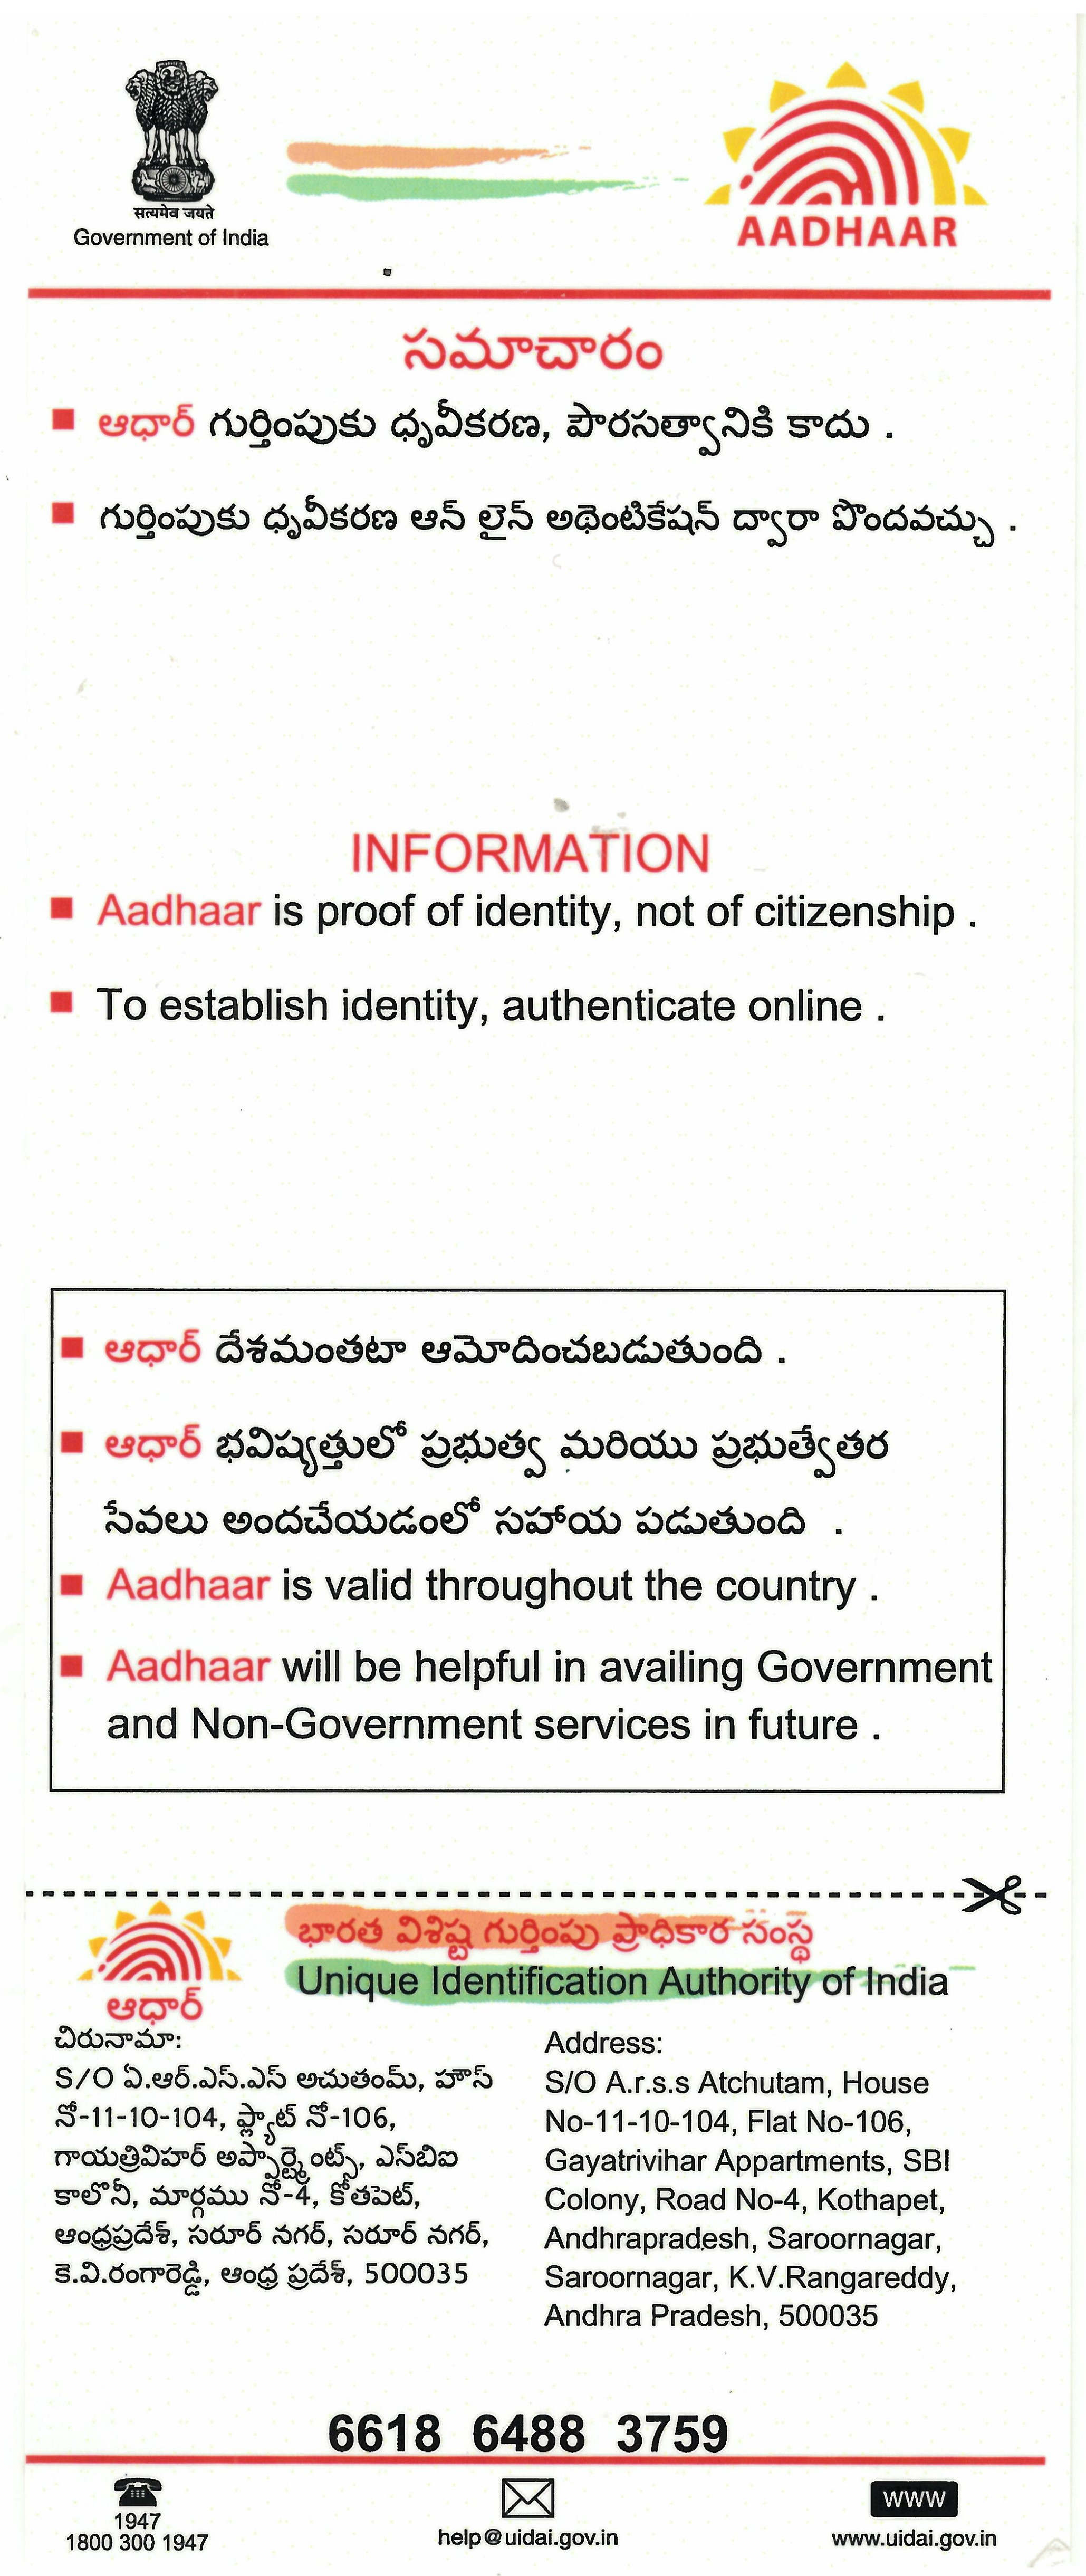 सत्यमेव जयते
Government of India
AADHAAR
సమాచారం
ఆధార్ గుర్తింపుకు ధృవీకరణ, పౌరసత్వానికి కాదు .
గుర్తింపుకు ధృవీకరణ ఆన్ లైన్ అథెంటికేషన్ ద్వారా పొందవచ్చు .
INFORMATION
Aadhaar is proof of identity, not of citizenship .
To establish identity, authenticate online .
ఆధార్ దేశమంతటా ఆమోదించబడుతుంది .
ఆధార్ భవిష్యత్తులో ప్రభుత్వ మరియు ప్రభుత్వేతర
సేవలు అందచేయడంలో సహాయ పడుతుంది .
Aadhaar is valid throughout the country .
Aadhaar will be helpful in availing Government
and Non-Government services in future .
భారత విశిష్ట గుర్తింపు ప్రాధికార సంస్థ
Unique Identification Authority of India
ఆధార్
చిరునామా:
S/O ఏ.ఆర్.ఎస్.ఎస్ అచుతంమ్, హౌస్
నో-11-10-104, ఫ్ల్యాట్ నో-106,
గాయత్రివిహర్ అప్పార్ట్మెంట్స్, ఎస్‌బిఐ
కాలొనీ, మార్గము నో-4, కోతపెట్,
ఆంధ్రప్రదేశ్, సరూర్ నగర్, సరూర్ నగర్,
కె.వి.రంగారెడ్డి, ఆంధ్ర ప్రదేశ్, 500035
Address:
S/O A.r.s.s Atchutam, House
No-11-10-104, Flat No-106,
Gayatrivihar Appartments, SBI
Colony, Road No-4, Kothapet,
Andhrapradesh, Saroornagar,
Saroornagar, K.V.Rangareddy,
Andhra Pradesh, 500035
6618 6488 3759
1947
1800 300 1947
help@uidai.gov.in
WWW
www.uidai.gov.in